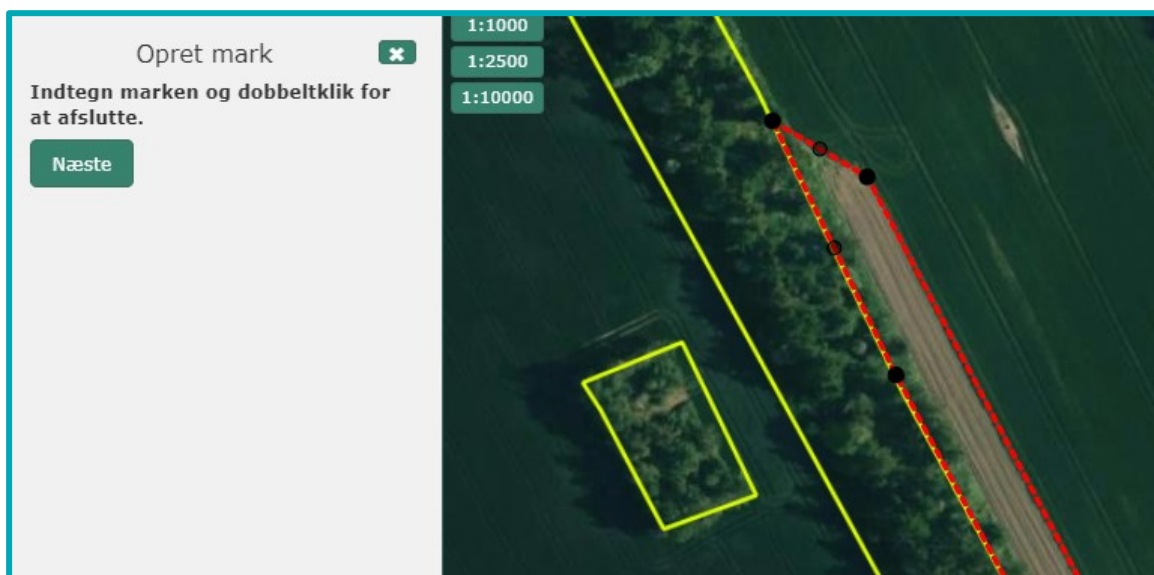 Opret mark
Indtegn marken og dobbeltklik for
at afslutte.
Næste
1:1000
1:2500
1:10000